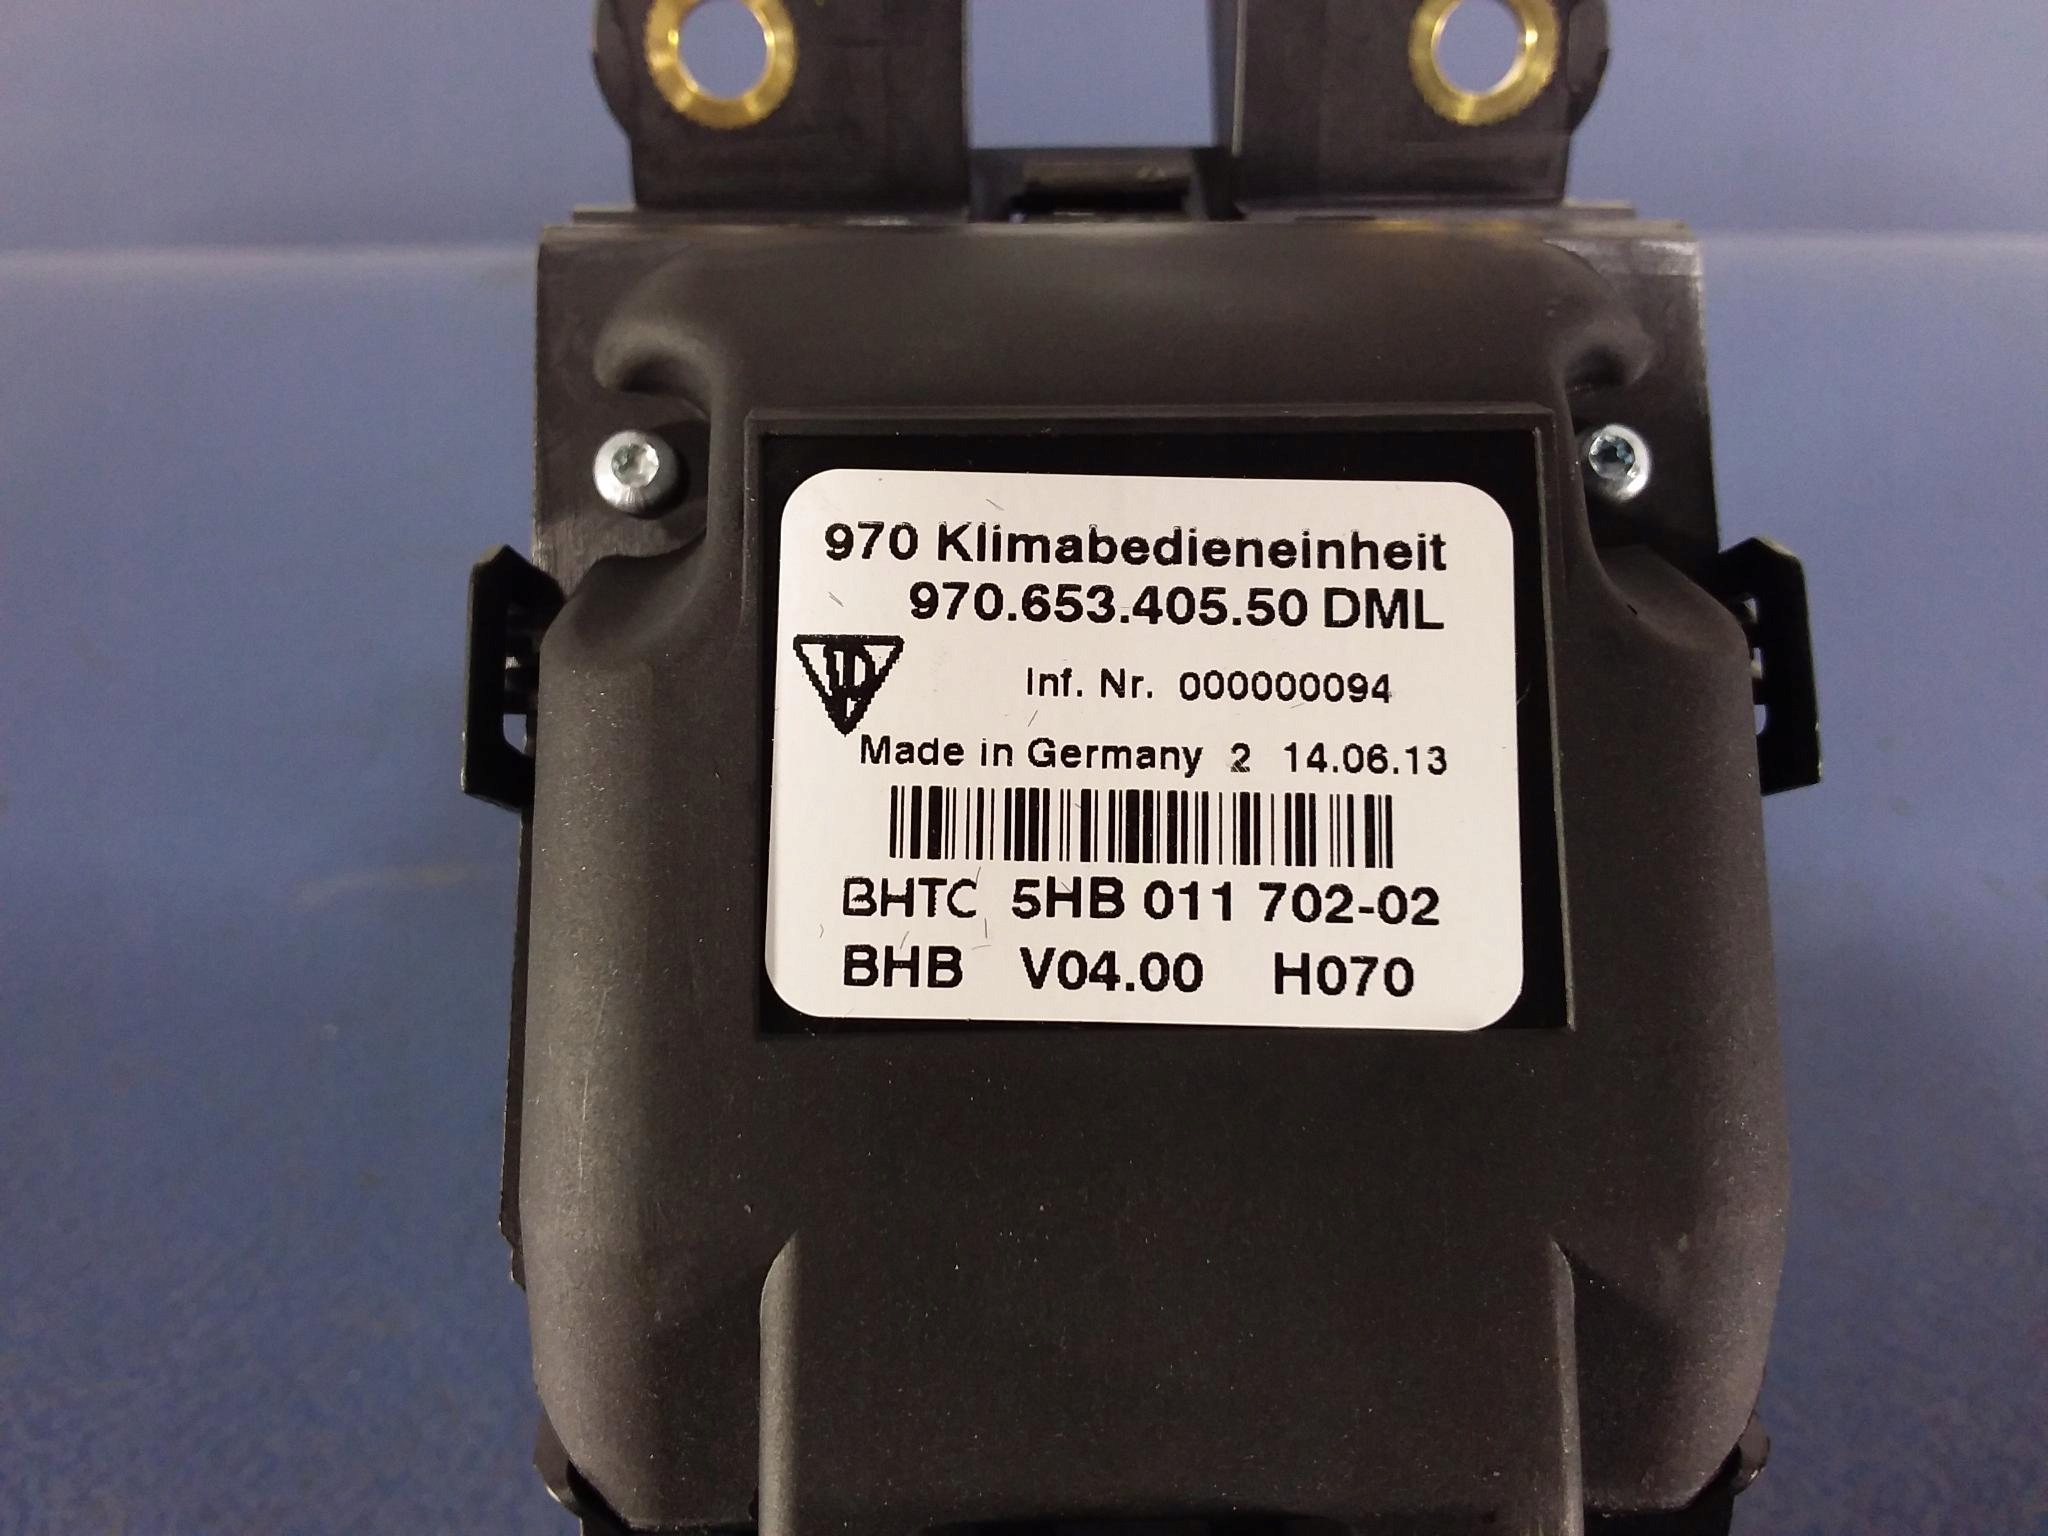 970 Klimabedieneinheit
970.653.405.50 DML
Inf. Nr. 000000094
Made in Germany 2 14.06.13
BHTC 5HB 011 702-02
BHB V04.00 H070